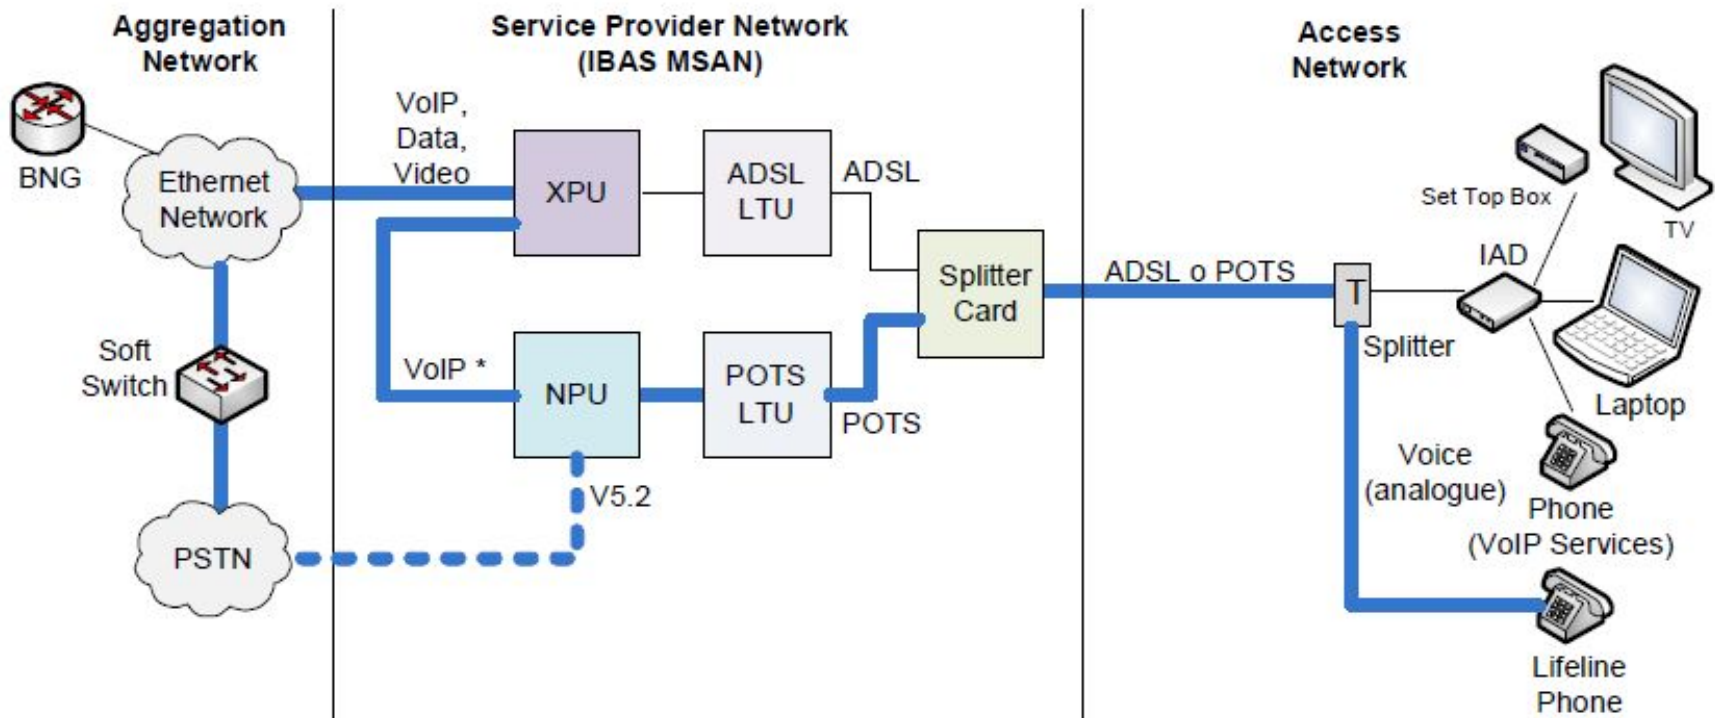 Aggregation
Network
Service Provider Network
(IBAS MSAN)
Access
Network
BNG
Ethernet
Network
Soft
Switch
PSTN
VoIP,
Data,
Video
XPU
ADSL
LTU
ADSL
VoIP *
NPU
POTS
LTU
POTS
V5.2
Splitter
Card
ADSL o POTS
T
Splitter
Set Top Box
TV
IAD
Laptop
Voice
(analogue)
Phone
(VoIP Services)
Lifeline
Phone